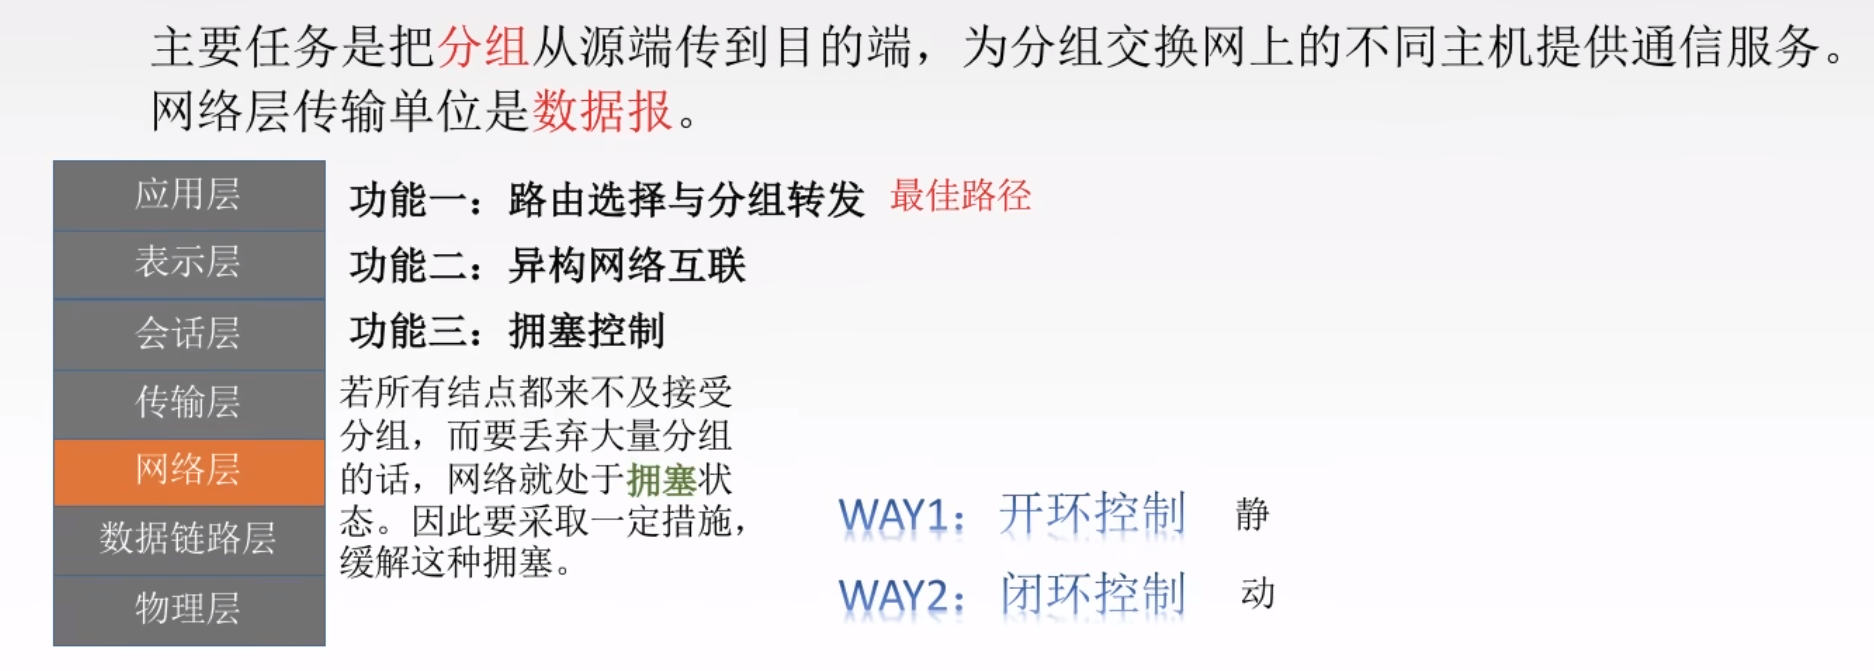 主要任务是把分组从源端传到目的端，为分组交换网上的不同主机提供通信服务。
网络层传输单位是数据报。
应用层
表示层
会话层
传输层
网络层
数据链路层
物理层
功能一：路由选择与分组转发 最佳路径
功能二：异构网络互联
功能三：拥塞控制
若所有结点都来不及接受
分组，而要丢弃大量分组
的话，网络就处于拥塞状
态。因此要采取一定措施，
缓解这种拥塞。
WAY1：开环控制 静
WAY2：闭环控制 动